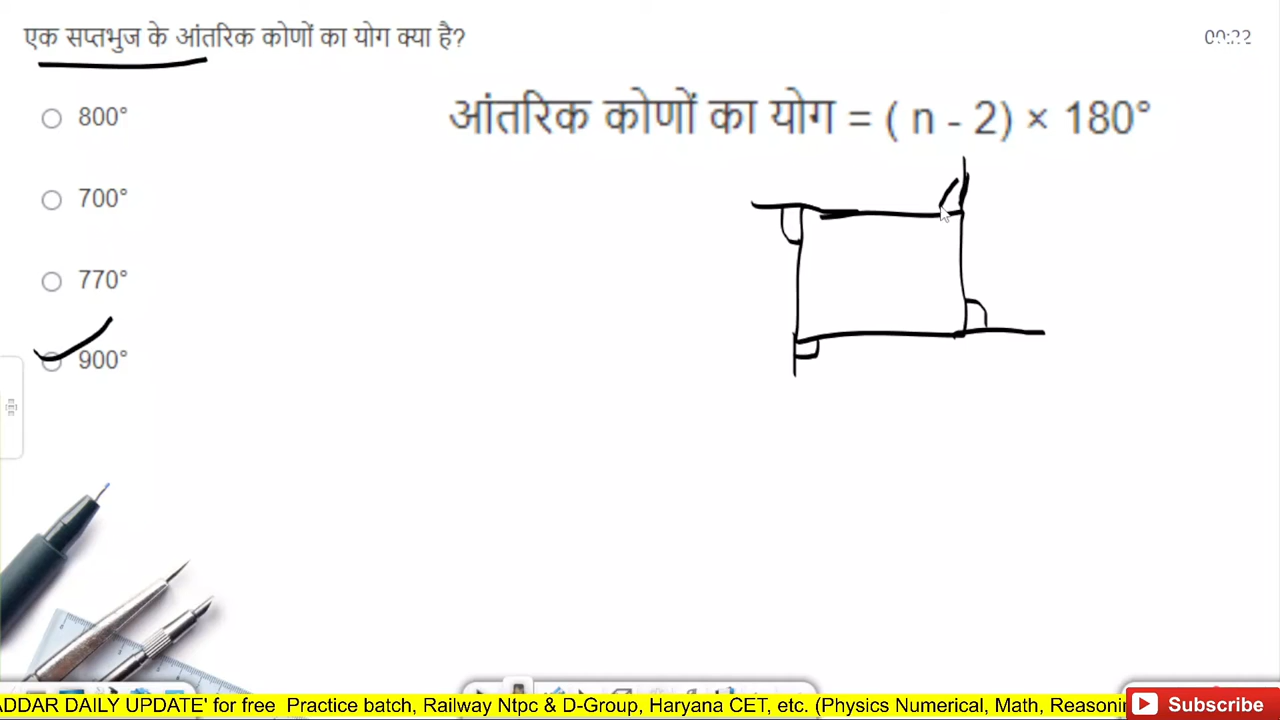 एक सप्तभुज के आंतरिक कोणों का योग क्या है?
00:22
800°
आंतरिक कोणों का योग = ( n - 2) × 180°
700°
770°
900°
ADDAR DAILY UPDATE' for free Practice batch, Railway Ntpc & D-Group, Haryana CET, etc. (Physics Numerical, Math, Reasonin
Subscribe